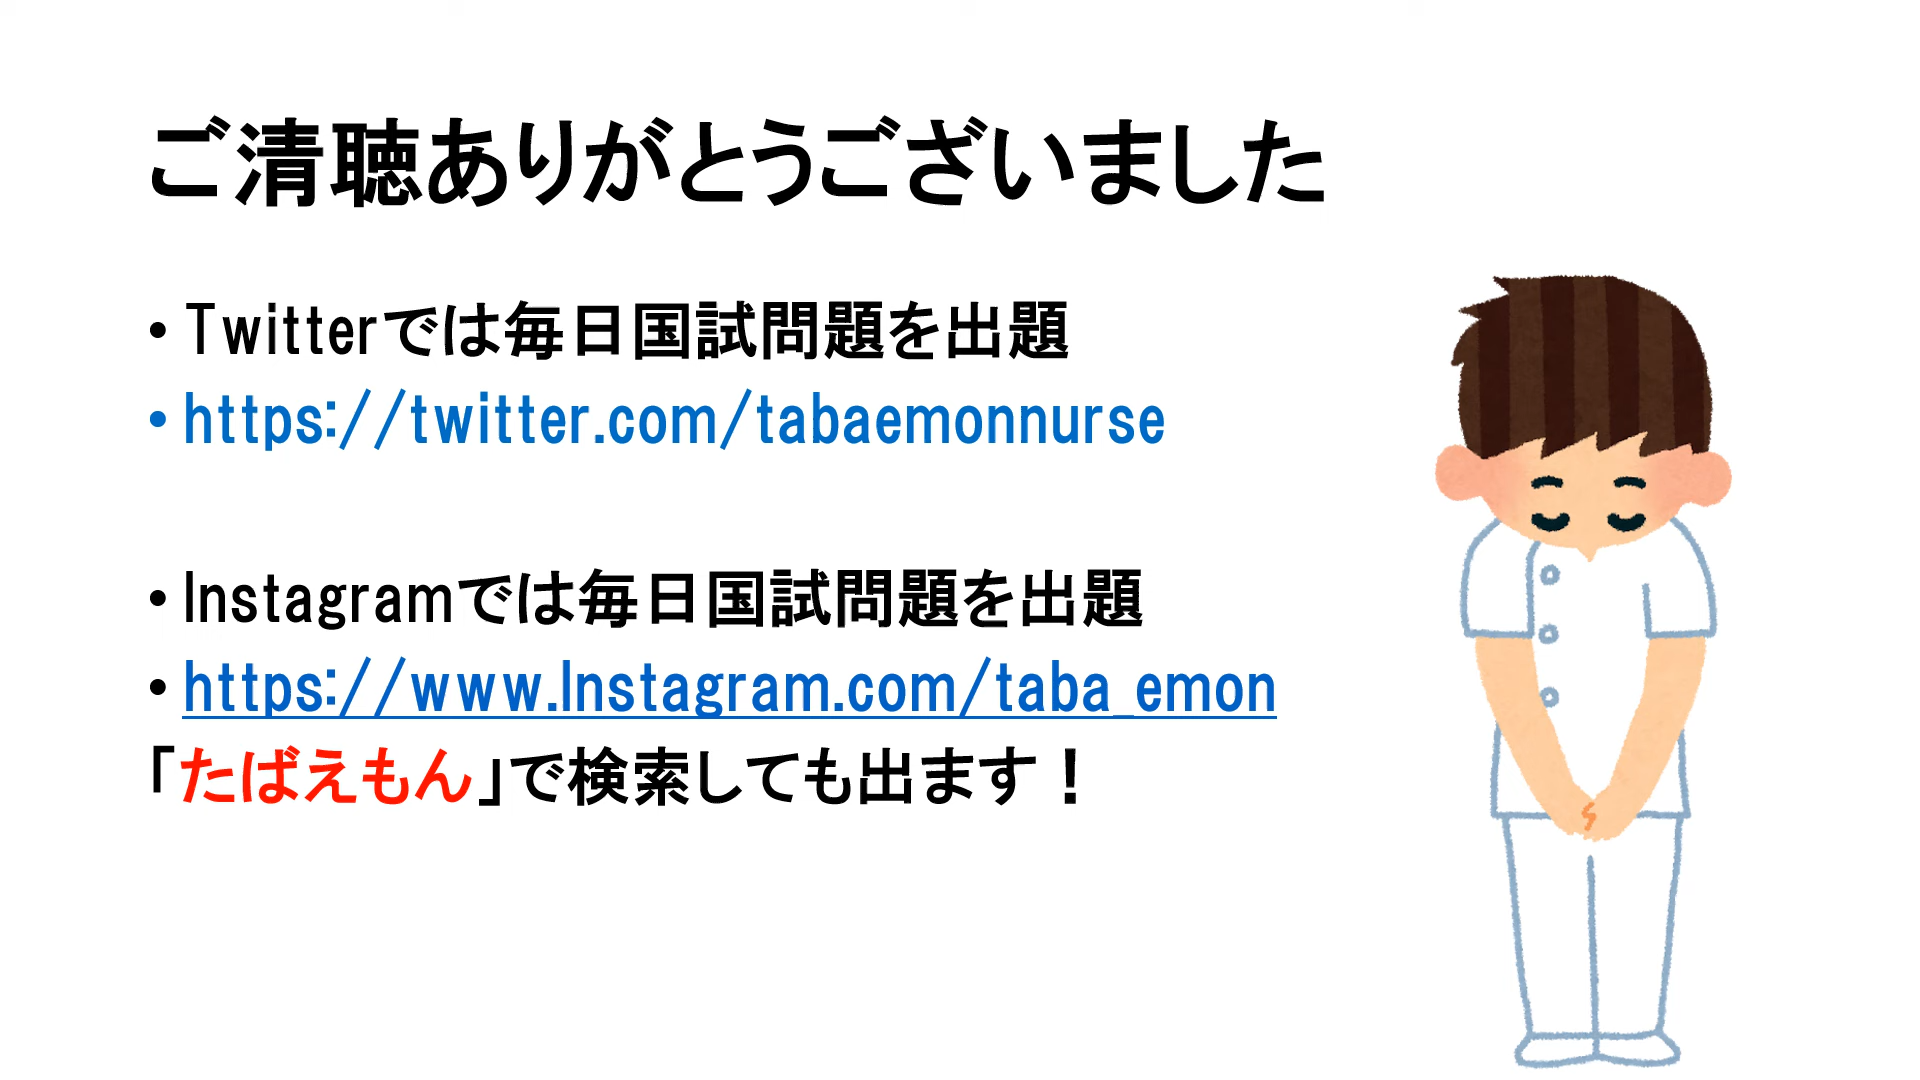 ご清聴ありがとうございました
• Twitterでは毎日国試問題を出題
• https://twitter.com/tabaemonnurse
• Instagramでは毎日国試問題を出題
• https://www.Instagram.com/taba_emon
「たばえもん」で検索しても出ます！